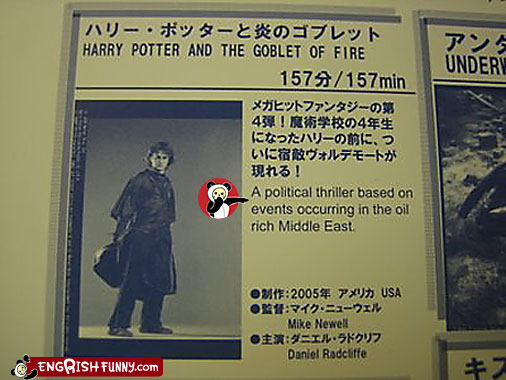 ハリー・ポッターと炎のゴブレット
HARRY POTTER AND THE GOBLET OF FIRE
157分/157min
メガヒットファンタジーの第
4弾!魔術学校の4年生
になったハリーの前に、つ
いに宿敵ヴォルデモートが
現れる!
A political thriller based on
events occurring in the oil
rich Middle East.
●制作:2005年 アメリカ USA
●監督:マイク・ニューウェル
Mike Newell
●主演:ダニエル・ラドクリフ
Daniel Radcliffe
アンタ
UNDERW
キス
ENGRISHFUNNY.COM